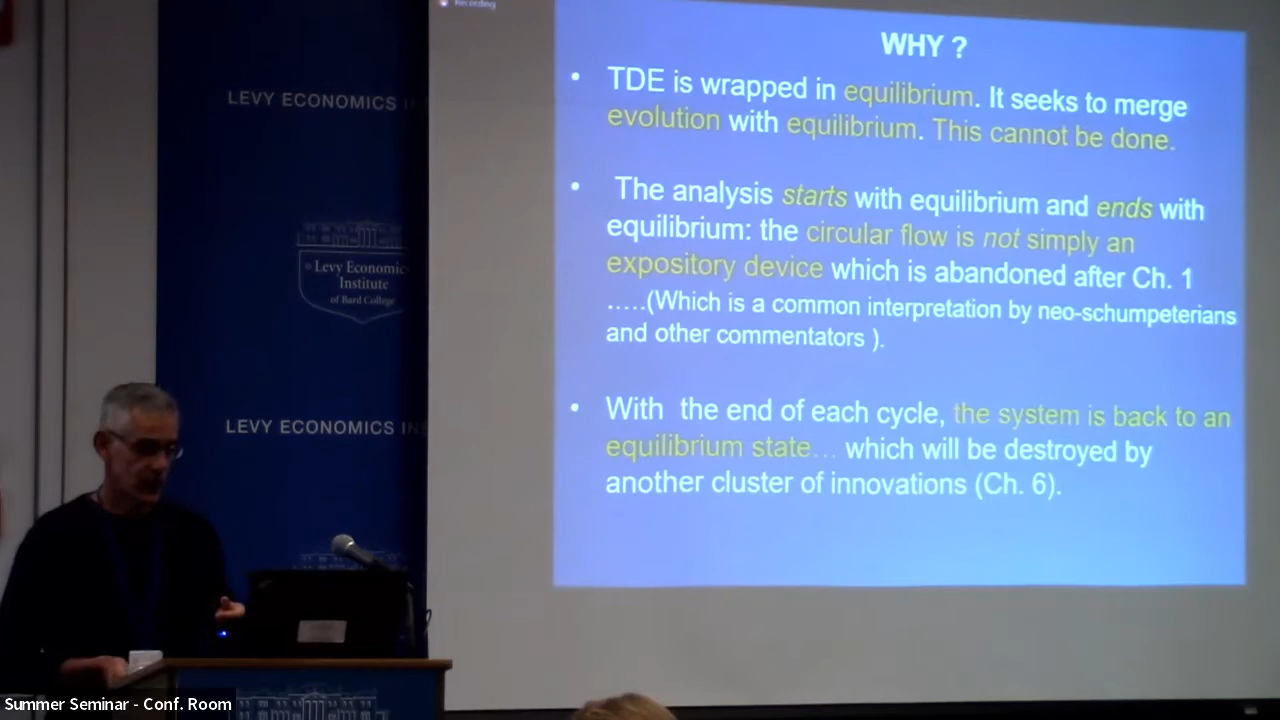 Recording
WHY ?
• TDE is wrapped in equilibrium. It seeks to merge
evolution with equilibrium. This cannot be done.
• The analysis starts with equilibrium and ends with
equilibrium: the circular flow is not simply an
expository device which is abandoned after Ch. 1
.....(Which is a common interpretation by neo-schumpeterians
and other commentators ).
• With the end of each cycle, the system is back to an
equilibrium state... which will be destroyed by
another cluster of innovations (Ch. 6).
LEVY ECONOMICS
Levy Economic
Institute
of Bard College
LEVY ECONOMICS
Summer Seminar - Conf. Room